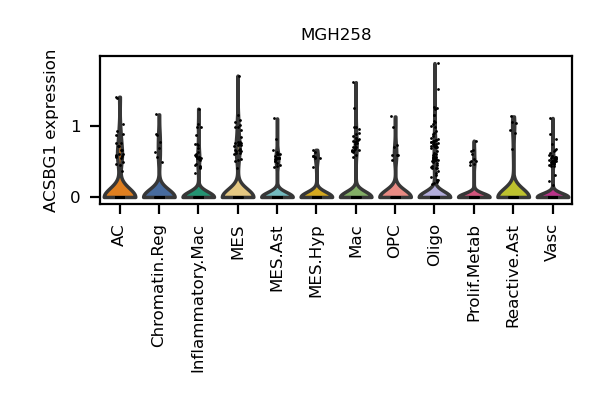 MGH258
ACSBG1 expression
1
0
AC
Chromatin.Reg
Inflammatory.Mac
MES
MES.Ast
MES.Hyp
Mac
OPC
Oligo
Prolif.Metab
Reactive.Ast
Vasc